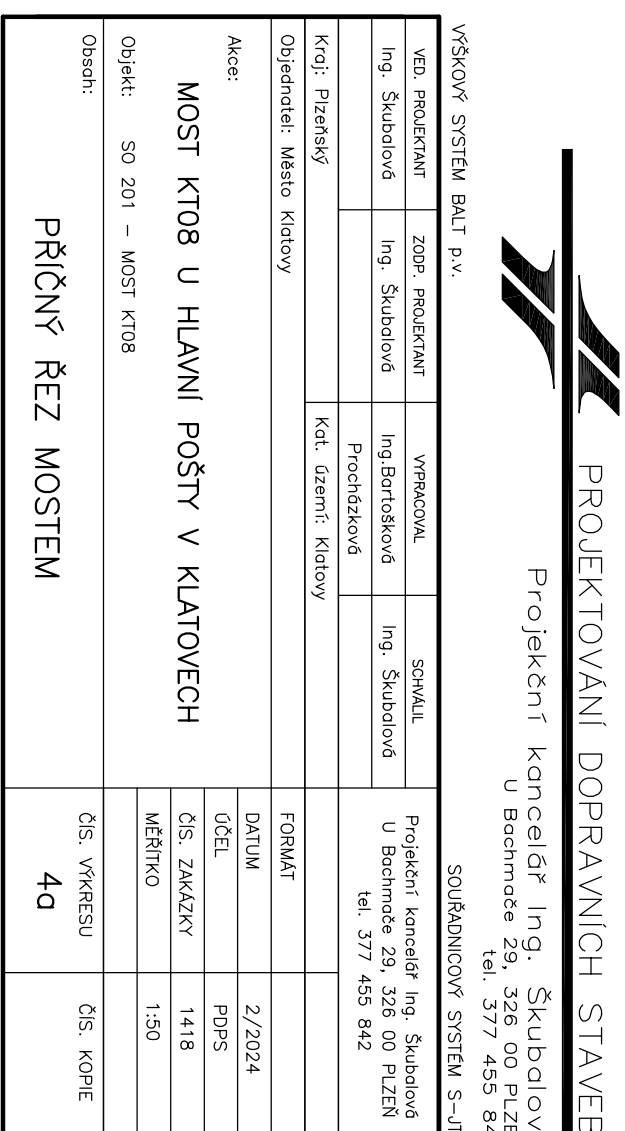 PROJEKTOVÁNÍ DOPRAVNÍCH STAVEB
Projekční kancelář Ing. Škubalov
U Bachmače 29, 326 00 PLZE
tel. 377 455 84
VÝŠKOVÝ SYSTÉM BALT p.v.
SOUŘADNICOVÝ SYSTÉM S-JT
VED. PROJEKTANT
ZODP. PROJEKTANT
VYPRACOVAL
SCHVÁLIL
Ing. Škubalová
Ing. Škubalová
Ing.Bartošková
Ing. Škubalová
Procházková
Projekční kancelář Ing. Škubalová
U Bachmače 29, 326 00 PLZEŇ
tel. 377 455 842
Kraj: Plzeňský
Kat. území: Klatovy
Objednatel: Město Klatovy
FORMÁT
DATUM 2/2024
Akce:
ÚČEL PDPS
MOST KT08 U HLAVNÍ POŠTY V KLATOVECH
ČÍS. ZAKÁZKY 1418
MĚŘÍTKO 1:50
Objekt: SO 201 - MOST KT08
Obsah:
ČÍS. VÝKRESU
ČÍS. KOPIE
PŘÍČNÝ ŘEZ MOSTEM
4a